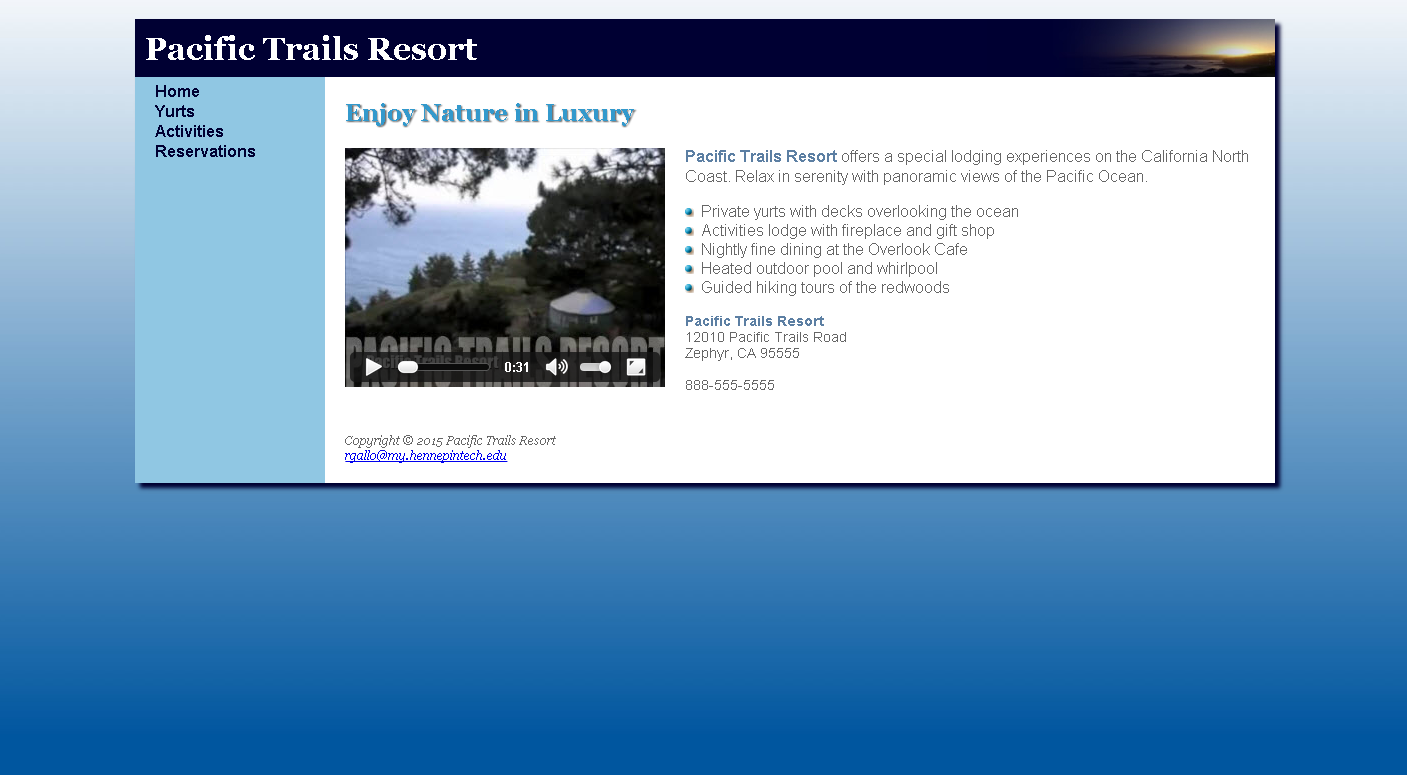 Pacific Trails Resort
Home
Yurts
Activities
Reservations
Enjoy Nature in Luxury
PACIFIC TRAILS RESORT
Pacific Trails Resort
0:31
Pacific Trails Resort offers a special lodging experiences on the California North
Coast. Relax in serenity with panoramic views of the Pacific Ocean.
Private yurts with decks overlooking the ocean
Activities lodge with fireplace and gift shop
Nightly fine dining at the Overlook Cafe
Heated outdoor pool and whirlpool
Guided hiking tours of the redwoods
Pacific Trails Resort
12010 Pacific Trails Road
Zephyr, CA 95555
888-555-5555
Copyright © 2015 Pacific Trails Resort
rgallo@my.hennepintech.edu